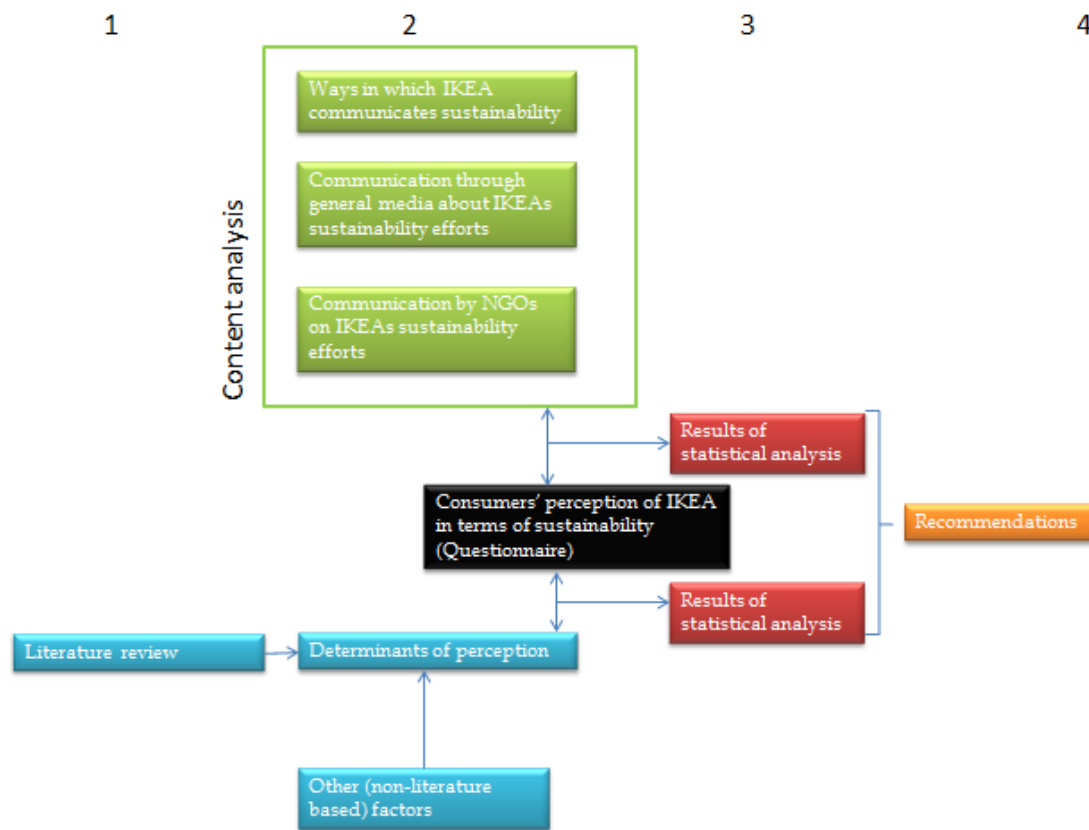 1
2
3
4
Content analysis
Ways in which IKEA
communicates sustainability
Communication through
general media about IKEAs
sustainability efforts
Communication by NGOs
on IKEAs sustainability
efforts
Results of
statistical analysis
Consumers' perception of IKEA
in terms of sustainability
(Questionnaire)
Recommendations
Results of
statistical analysis
Literature review
Determinants of perception
Other (non-literature
based) factors